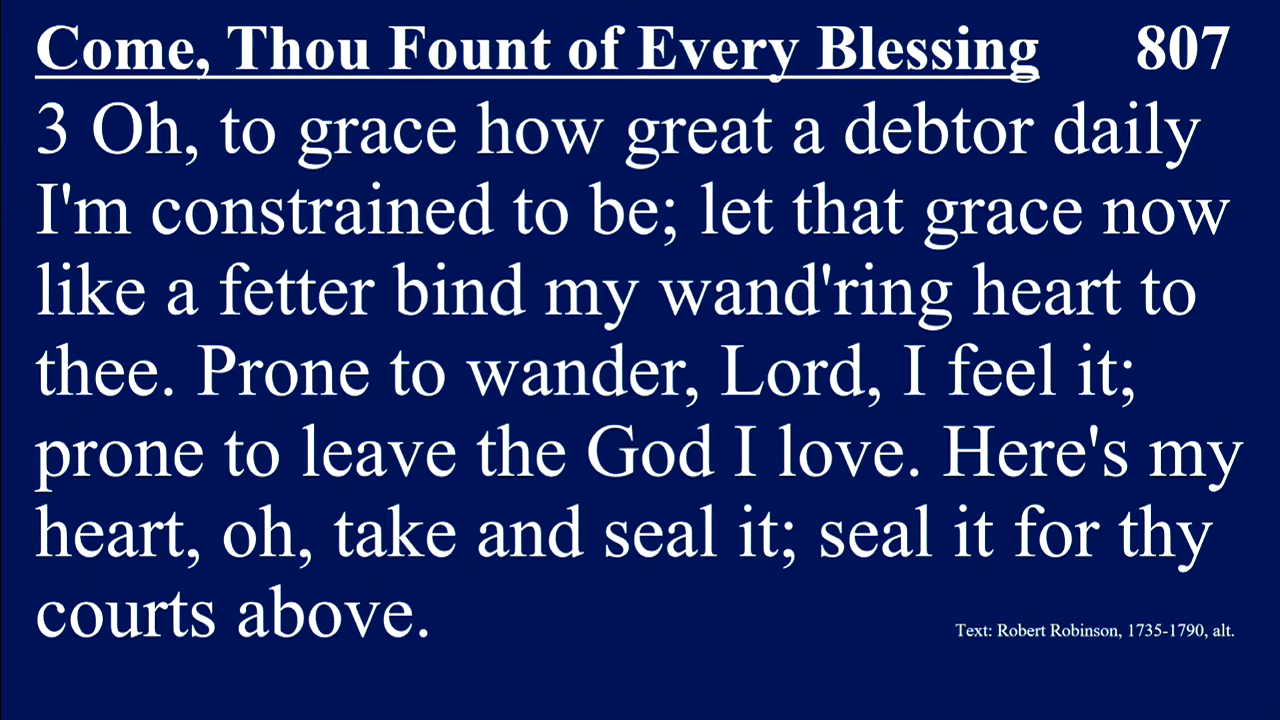 Come, Thou Fount of Every Blessing 807
3 Oh, to grace how great a debtor daily
I'm constrained to be; let that grace now
like a fetter bind my wand'ring heart to
thee. Prone to wander, Lord, I feel it;
prone to leave the God I love. Here's my
heart, oh, take and seal it; seal it for thy
courts above.
Text: Robert Robinson, 1735-1790, alt.